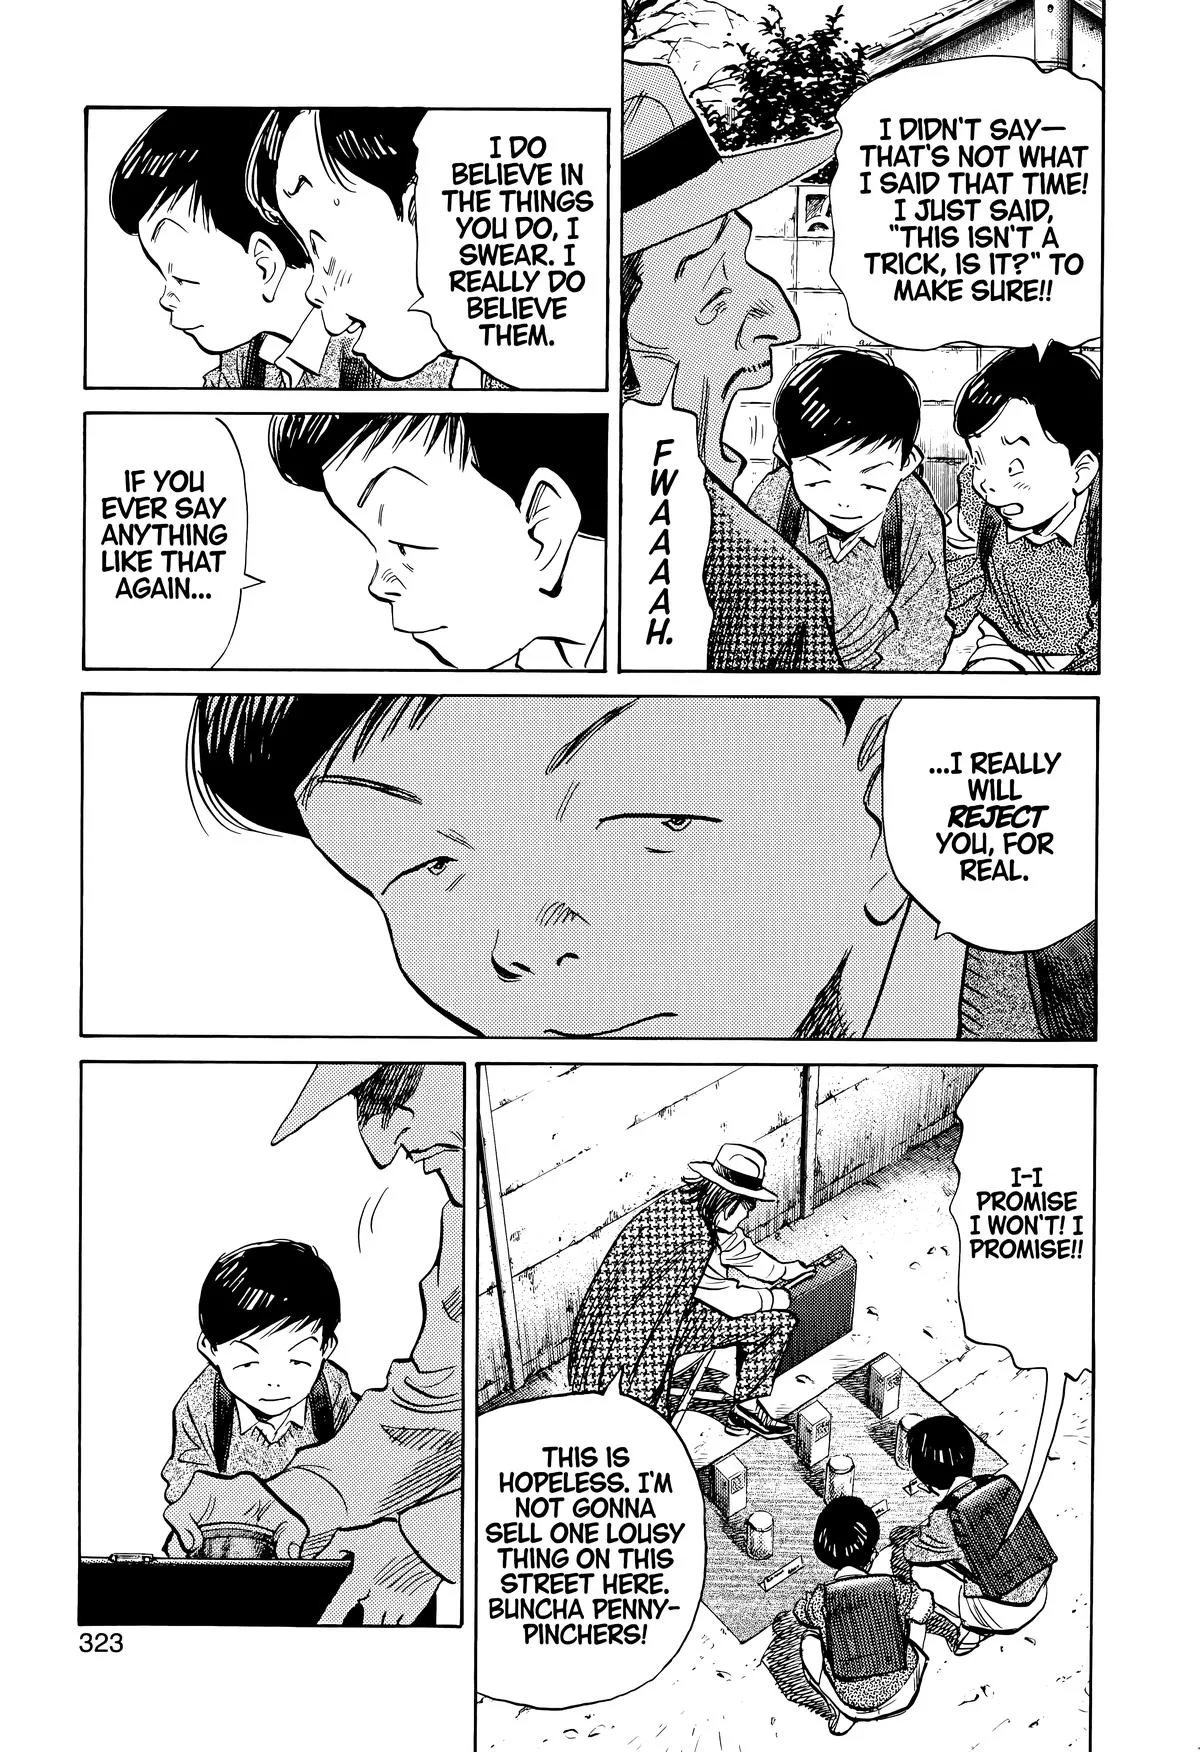 I DIDN'T SAY—
THAT'S NOT WHAT
I SAID THAT TIME!
I JUST SAID,
"THIS ISN'T A
TRICK, IS IT?" TO
MAKE SURE!!
FWAAAAH.
I DO
BELIEVE IN
THE THINGS
YOU DO, I
SWEAR. I
REALLY DO
BELIEVE
THEM.
IF YOU
EVER SAY
ANYTHING
LIKE THAT
AGAIN...
...I REALLY
WILL
REJECT
YOU, FOR
REAL.
I-I
PROMISE
I WON'T! I
PROMISE!!
THIS IS
HOPELESS. I'M
NOT GONNA
SELL ONE LOUSY
THING ON THIS
STREET HERE.
BUNCHA PENNY-
PINCHERS!
323